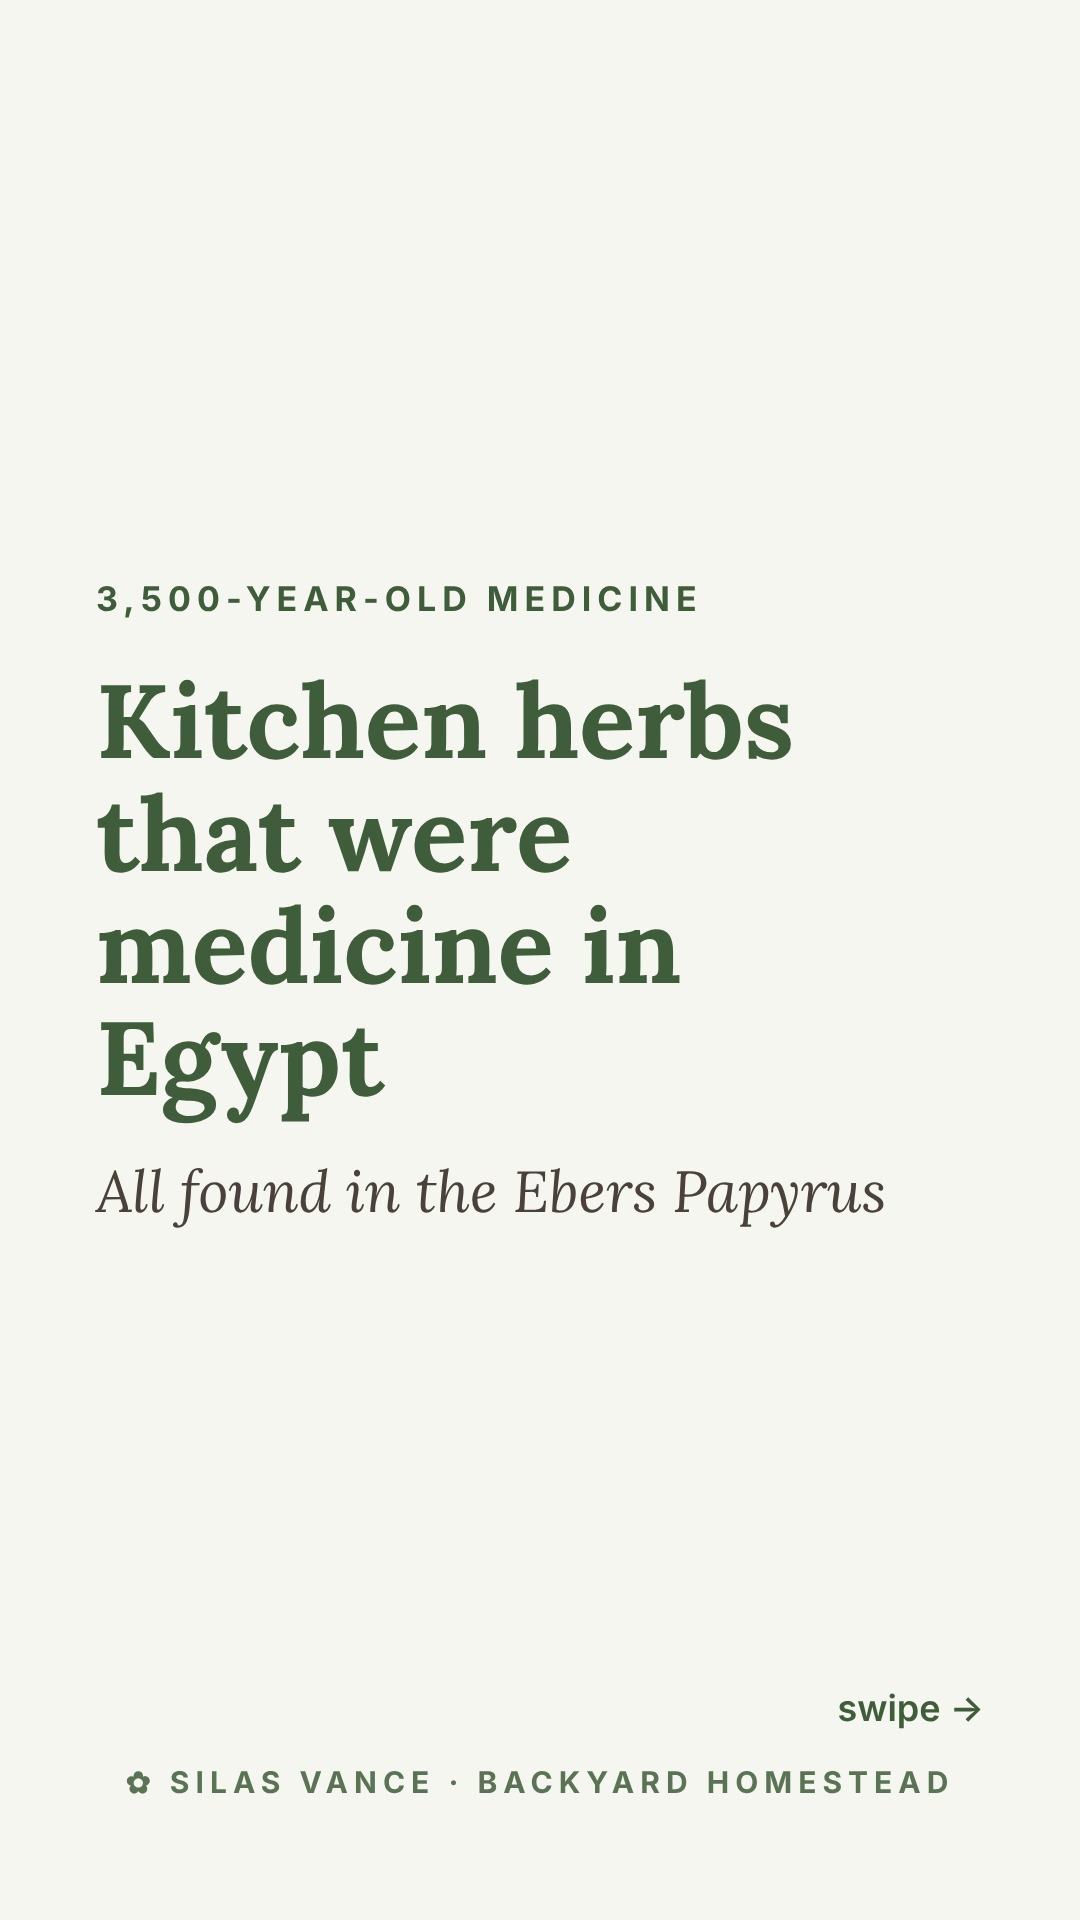 3,500-YEAR-OLD MEDICINE
Kitchen herbs
that were
medicine in
Egypt
All found in the Ebers Papyrus
swipe →
✿ SILAS VANCE · BACKYARD HOMESTEAD